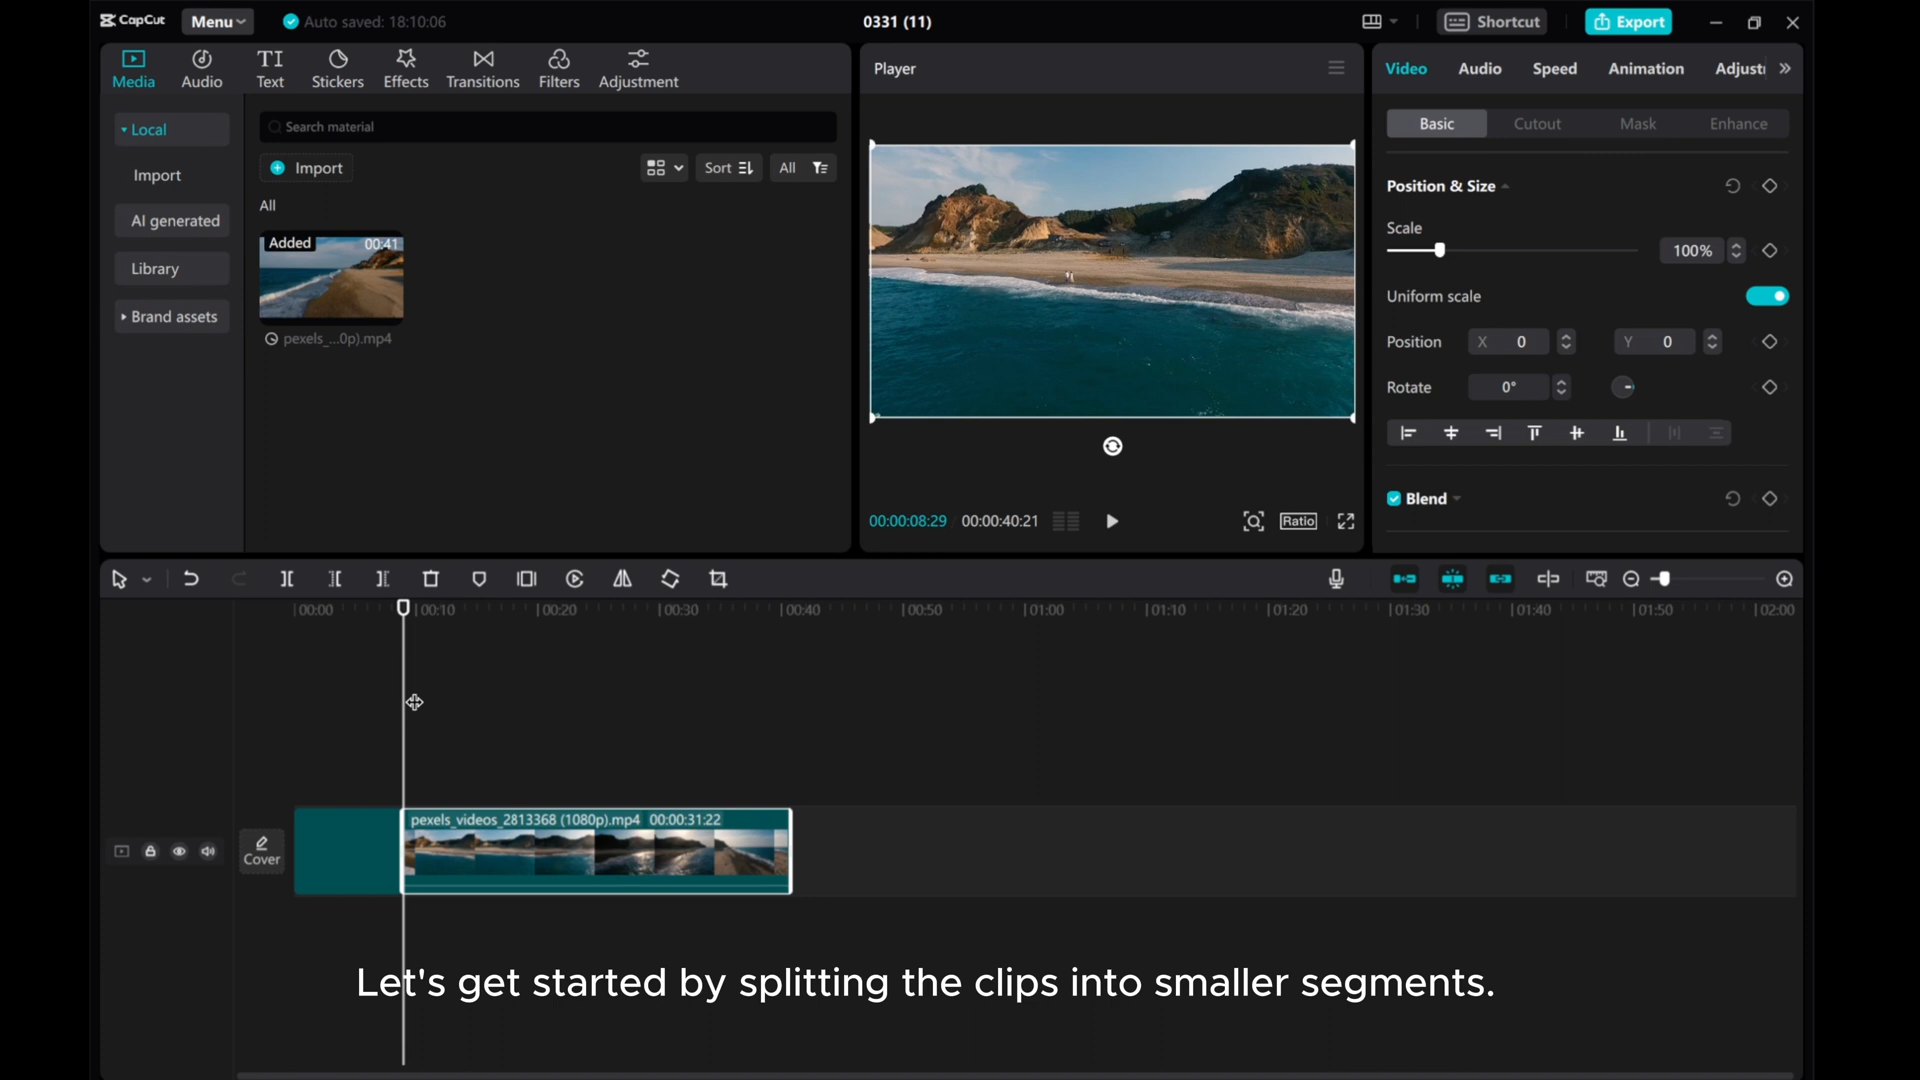 CapCut
Menu
Auto saved: 18:10:06
0331 (11)
Shortcut
Export
Media
Audio
Text
Stickers
Effects
Transitions
Filters
Adjustment
Local
Import
AI generated
Library
Brand assets
Search material
Import
Sort
All
All
Added
00:41
pexels_...0p).mp4
Player
00:00:08:29
00:00:40:21
Ratio
Video
Audio
Speed
Animation
Adjust
Basic
Cutout
Mask
Enhance
Position & Size
Scale
100%
Uniform scale
Position
X 0
Y 0
Rotate
0°
Blend
00:00
00:10
00:20
00:30
00:40
00:50
01:00
01:10
01:20
01:30
01:40
01:50
02:00
Cover
pexels_videos_2813368 (1080p).mp4 00:00:31:22
Let's get started by splitting the clips into smaller segments.